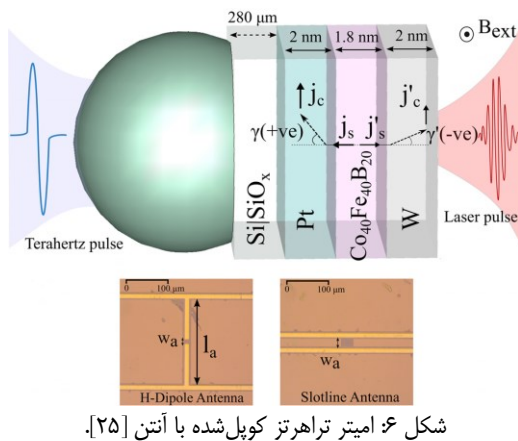 280 μm
2 nm 1.8 nm 2 nm
B_ext
j_c
j'_c
γ(+ve)
j_s
j'_s
γ'(-ve)
Si|SiO_x
Pt
Co₄₀Fe₄₀B₂₀
W
Terahertz pulse
Laser pulse
0 100 μm
0 100 μm
w_a
l_a
w_a
H-Dipole Antenna
Slotline Antenna
شکل ۶: امیتر تراهرتز کوپل‌شده با آنتن [۲۵].